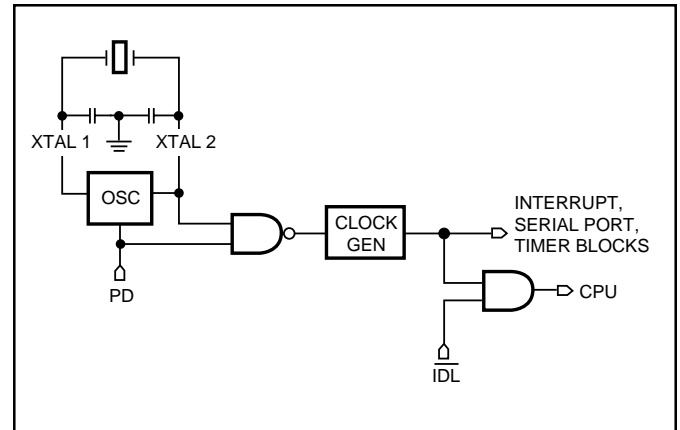 XTAL 1
XTAL 2
OSC
PD
CLOCK
GEN
INTERRUPT,
SERIAL PORT,
TIMER BLOCKS
CPU
IDL